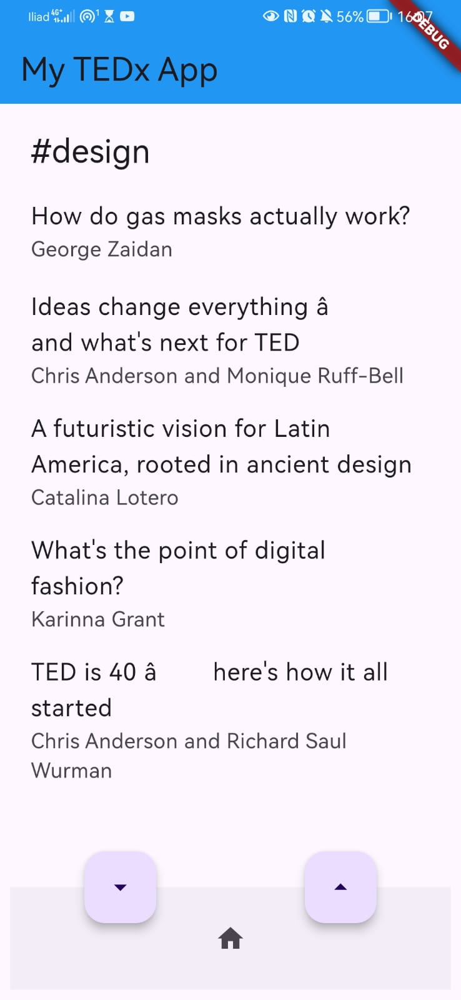 Iliad 4G+ 1 56% 16:07
DEBUG
My TEDx App
#design
How do gas masks actually work?
George Zaidan
Ideas change everything â
and what's next for TED
Chris Anderson and Monique Ruff-Bell
A futuristic vision for Latin
America, rooted in ancient design
Catalina Lotero
What's the point of digital
fashion?
Karinna Grant
TED is 40 â here's how it all
started
Chris Anderson and Richard Saul
Wurman